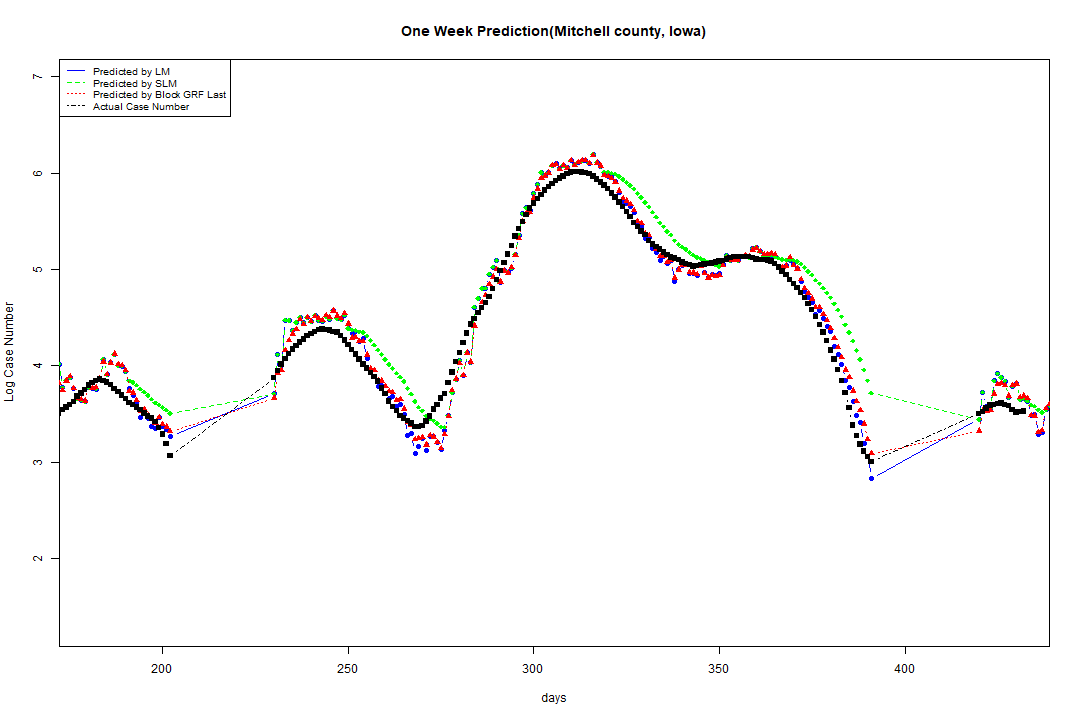 One Week Prediction(Mitchell county, Iowa)
Predicted by LM
Predicted by SLM
Predicted by Block GRF Last
Actual Case Number
7
6
5
4
3
2
Log Case Number
200 250 300 350 400
days